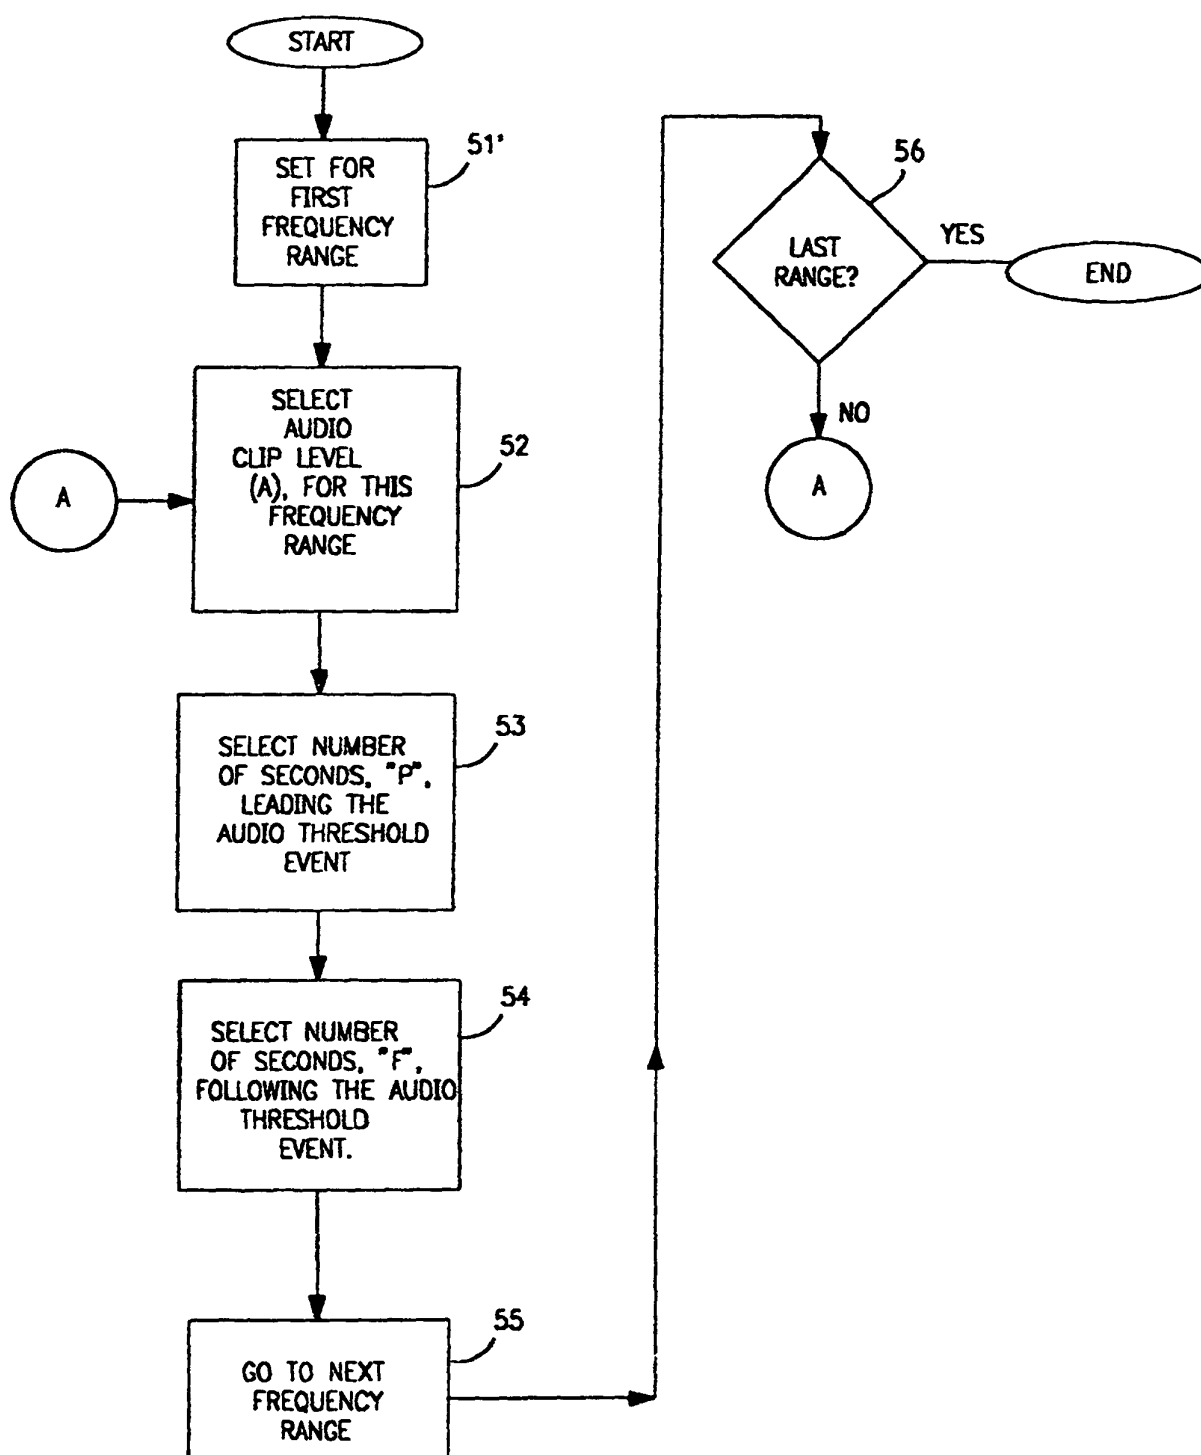 START
51'
SET FOR
FIRST
FREQUENCY
RANGE
SELECT
AUDIO
CLIP LEVEL
(A), FOR THIS
FREQUENCY
RANGE
52
A
53
SELECT NUMBER
OF SECONDS, "P",
LEADING THE
AUDIO THRESHOLD
EVENT
54
SELECT NUMBER
OF SECONDS, "F",
FOLLOWING THE AUDIO
THRESHOLD
EVENT.
55
GO TO NEXT
FREQUENCY
RANGE
56
LAST
RANGE?
YES
END
NO
A